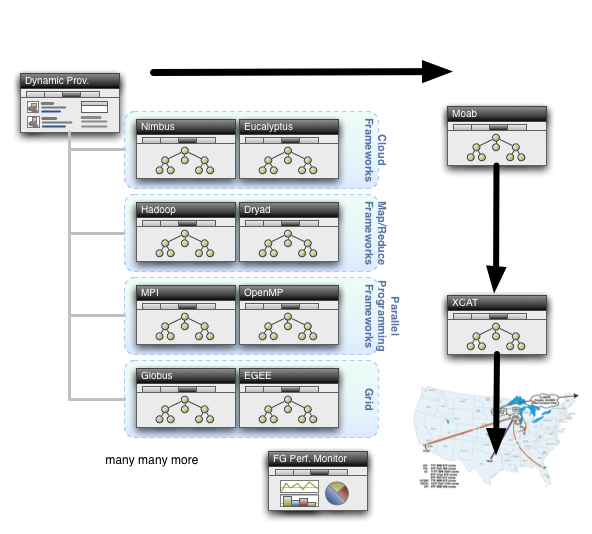 Dynamic Prov.
Nimbus
Eucalyptus
Cloud
Frameworks
Moab
Hadoop
Dryad
Map/Reduce
Frameworks
MPI
OpenMP
Parallel
Programming
Frameworks
XCAT
Globus
EGEE
Grid
many many more
FG Perf. Monitor